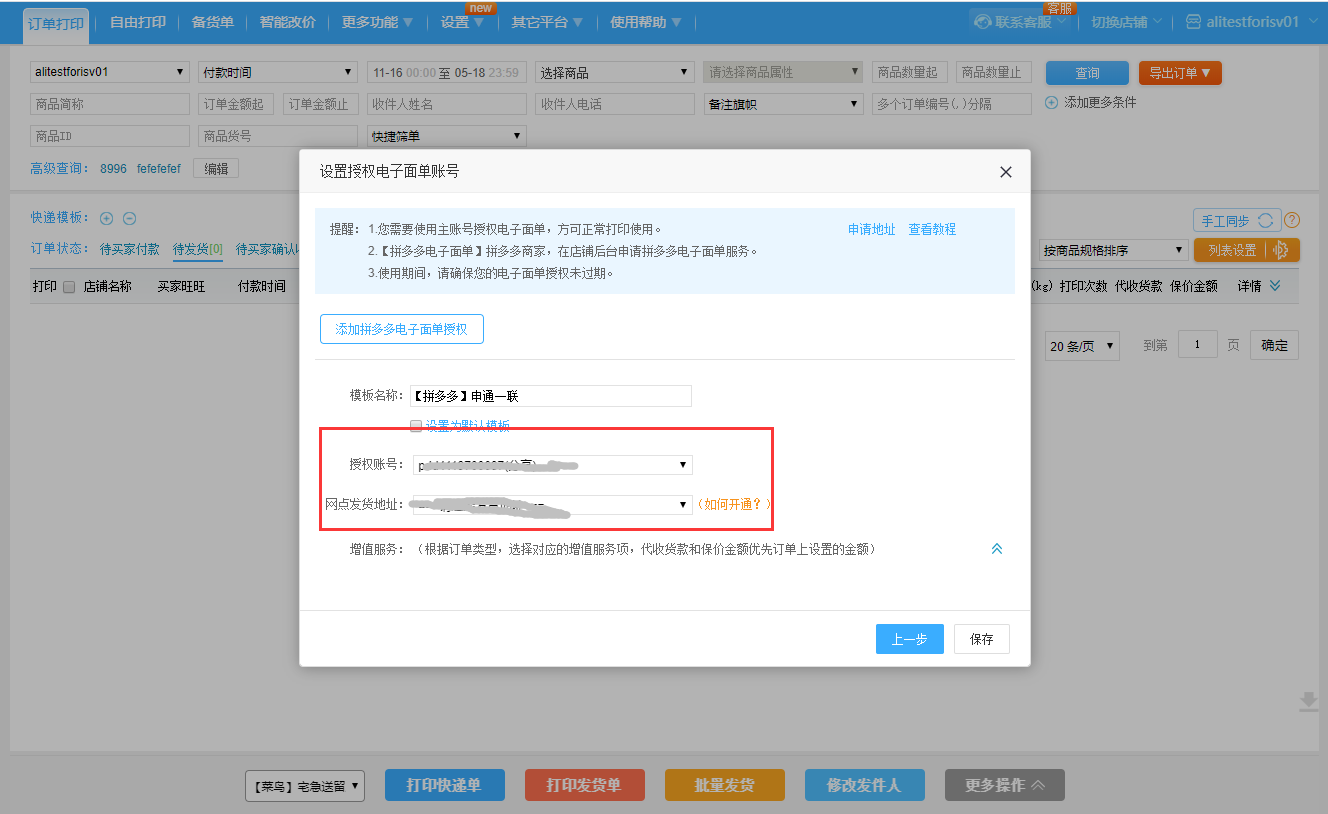 订单打印 自由打印 备货单 智能改价 更多功能 设置 new 其它平台 使用帮助 联系客服 客服 切换店铺 alitestforisv01
alitestforisv01 付款时间 11-16 00:00 至 05-18 23:59 选择商品 请选择商品属性 商品数量起 商品数量止 查询 导出订单
商品简称 订单金额起 订单金额止 收件人姓名 收件人电话 备注旗帜 多个订单编号(,)分隔 添加更多条件
商品ID 商品货号 快捷筛单
高级查询: 8996 fefefefef 编辑
设置授权电子面单账号
快递模板: 手工同步 ?
订单状态: 待买家付款 待发货[0] 待买家确认 按商品规格排序 列表设置
打印 店铺名称 买家旺旺 付款时间 (kg) 打印次数 代收货款 保价金额 详情
20 条/页 到第 1 页 确定
提醒: 1.您需要使用主账号授权电子面单，方可正常打印使用。 申请地址 查看教程
2.【拼多多电子面单】拼多多商家，在店铺后台申请拼多多电子面单服务。
3.使用期间，请确保您的电子面单授权未过期。
添加拼多多电子面单授权
模板名称: 【拼多多】申通一联
设置为默认模板
授权账号:
网点发货地址: （如何开通？）
增值服务: （根据订单类型，选择对应的增值服务项，代收货款和保价金额优先订单上设置的金额）
上一步 保存
【菜鸟】宅急送留 打印快递单 打印发货单 批量发货 修改发件人 更多操作